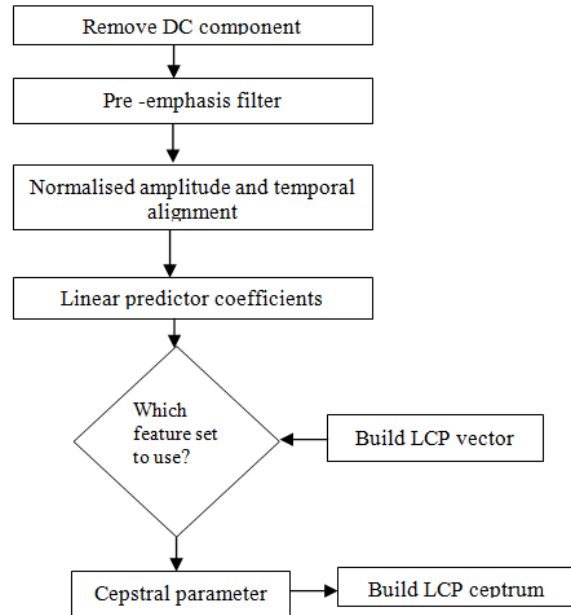 Remove DC component
Pre -emphasis filter
Normalised amplitude and temporal
alignment
Linear predictor coefficients
Which
feature set
to use?
Build LCP vector
Cepstral parameter
Build LCP ceptrum